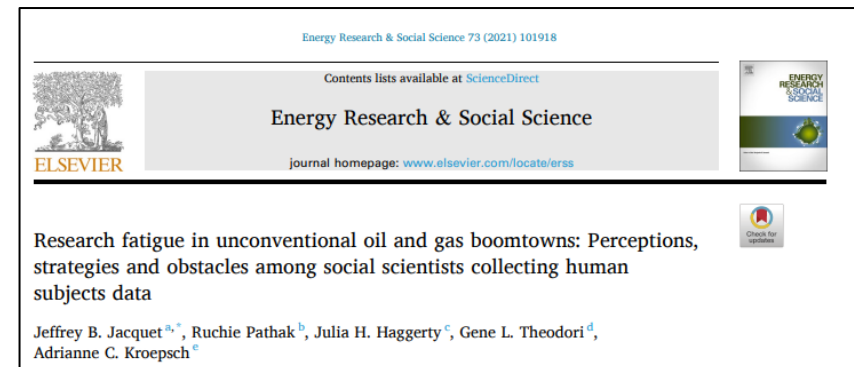 Energy Research & Social Science 73 (2021) 101918
Contents lists available at ScienceDirect
Energy Research & Social Science
journal homepage: www.elsevier.com/locate/erss
ELSEVIER
ENERGY
RESEARCH
& SOCIAL
SCIENCE
Check for
updates
Research fatigue in unconventional oil and gas boomtowns: Perceptions,
strategies and obstacles among social scientists collecting human
subjects data
Jeffrey B. Jacquet a,*, Ruchie Pathak b, Julia H. Haggerty c, Gene L. Theodori d,
Adrianne C. Kroepsch e